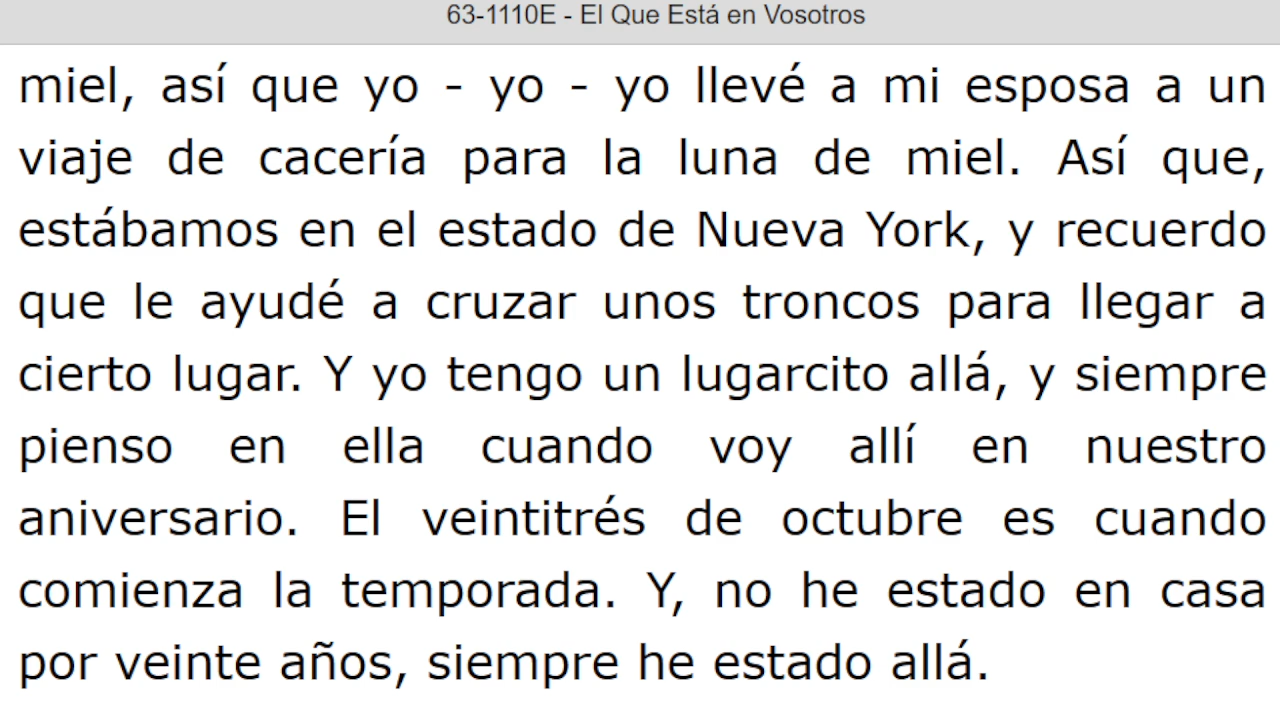 63-1110E - El Que Está en Vosotros
miel, así que yo - yo - yo llevé a mi esposa a un
viaje de cacería para la luna de miel. Así que,
estábamos en el estado de Nueva York, y recuerdo
que le ayudé a cruzar unos troncos para llegar a
cierto lugar. Y yo tengo un lugarcito allá, y siempre
pienso en ella cuando voy allí en nuestro
aniversario. El veintitrés de octubre es cuando
comienza la temporada. Y, no he estado en casa
por veinte años, siempre he estado allá.